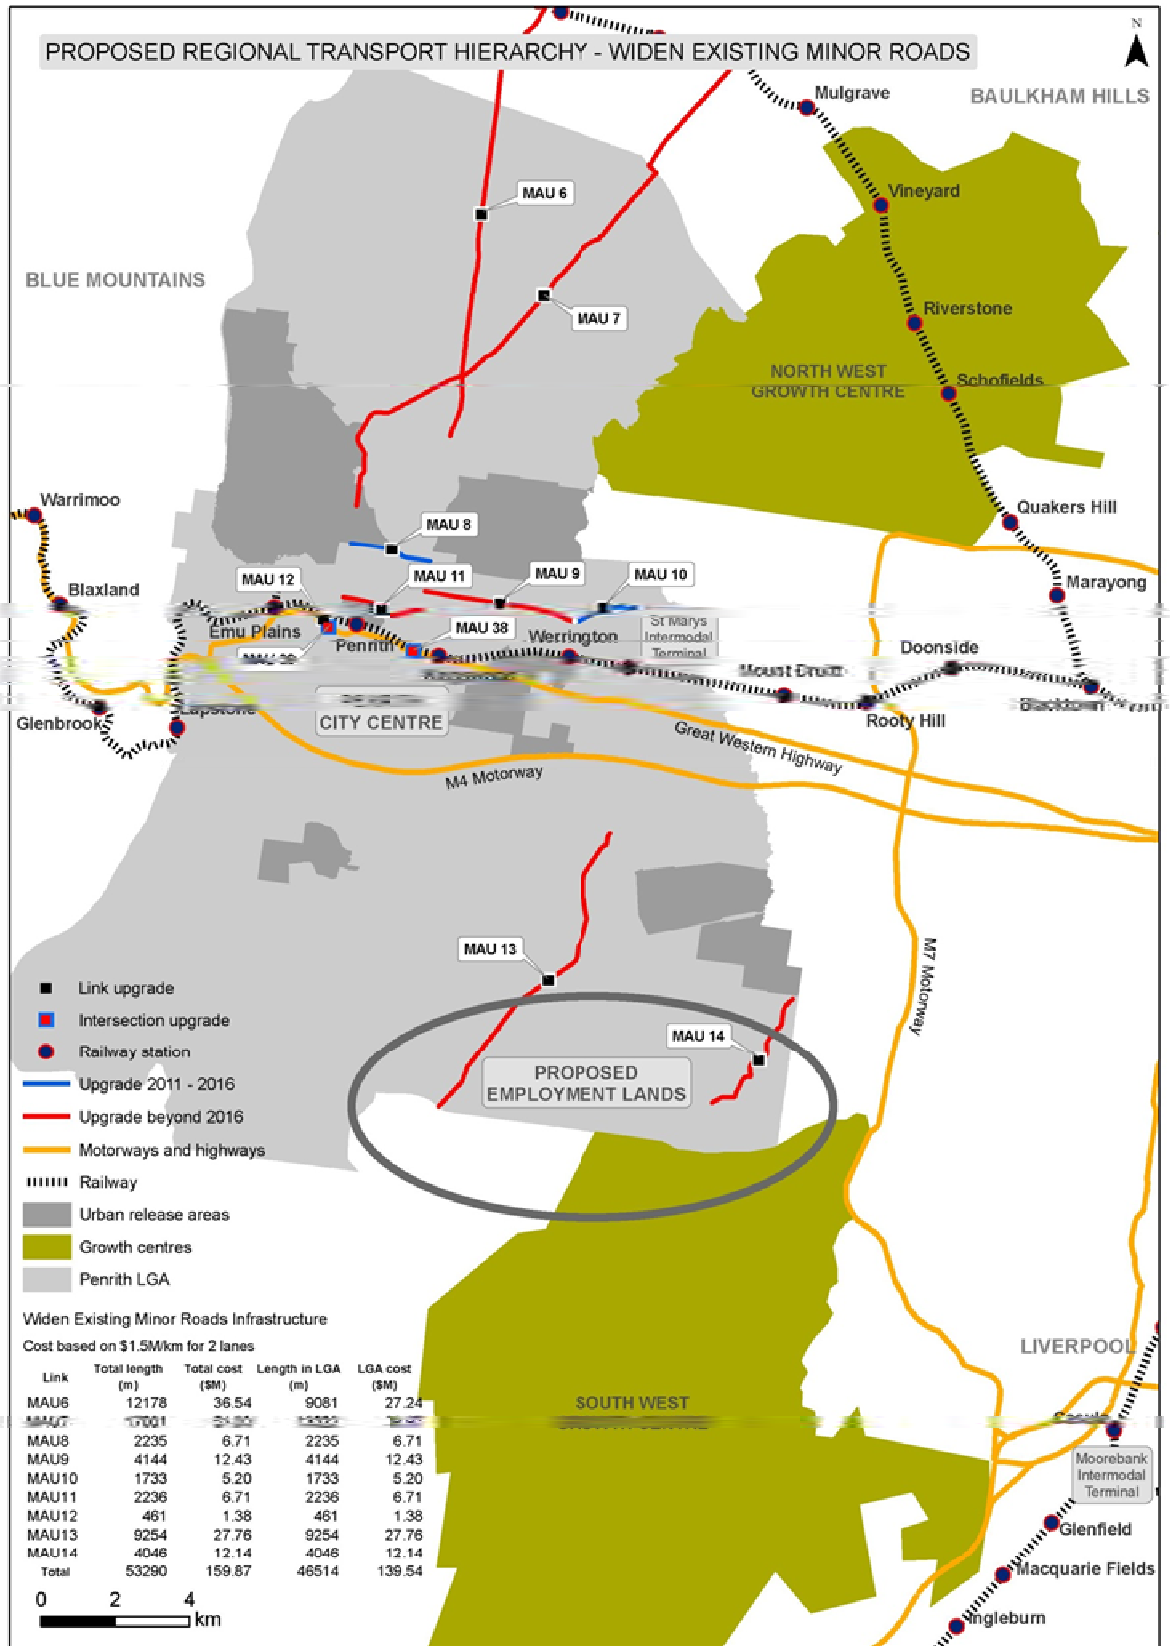 N
PROPOSED REGIONAL TRANSPORT HIERARCHY - WIDEN EXISTING MINOR ROADS
Mulgrave
BAULKHAM HILLS
MAU 6
Vineyard
BLUE MOUNTAINS
Riverstone
MAU 7
NORTH WEST
GROWTH CENTRE
Schofields
Warrimoo
Quakers Hill
MAU 8
MAU 12
MAU 11
MAU 9
MAU 10
Marayong
Blaxland
Emu Plains
Penrith
MAU 38
Werrington
St Marys
Intermodal
Terminal
Doonside
Mount Druitt
Glenbrook
Lapstone
CITY CENTRE
Rooty Hill
Great Western Highway
M4 Motorway
MAU 13
M7 Motorway
MAU 14
PROPOSED
EMPLOYMENT LANDS
Link upgrade
Intersection upgrade
Railway station
Upgrade 2011 - 2016
Upgrade beyond 2016
Motorways and highways
Railway
Urban release areas
Growth centres
Penrith LGA
LIVERPOOL
SOUTH WEST
Moorebank
Intermodal
Terminal
Glenfield
Macquarie Fields
Ingleburn
Widen Existing Minor Roads Infrastructure
Cost based on $1.5M/km for 2 lanes
Link Total length (m) Total cost ($M) Length in LGA (m) LGA cost ($M)
MAU6 12178 36.54 9081 27.24
MAU8 2235 6.71 2235 6.71
MAU9 4144 12.43 4144 12.43
MAU10 1733 5.20 1733 5.20
MAU11 2236 6.71 2236 6.71
MAU12 461 1.38 461 1.38
MAU13 9254 27.76 9254 27.76
MAU14 4046 12.14 4046 12.14
Total 53290 159.87 46514 139.54
0 2 4
km